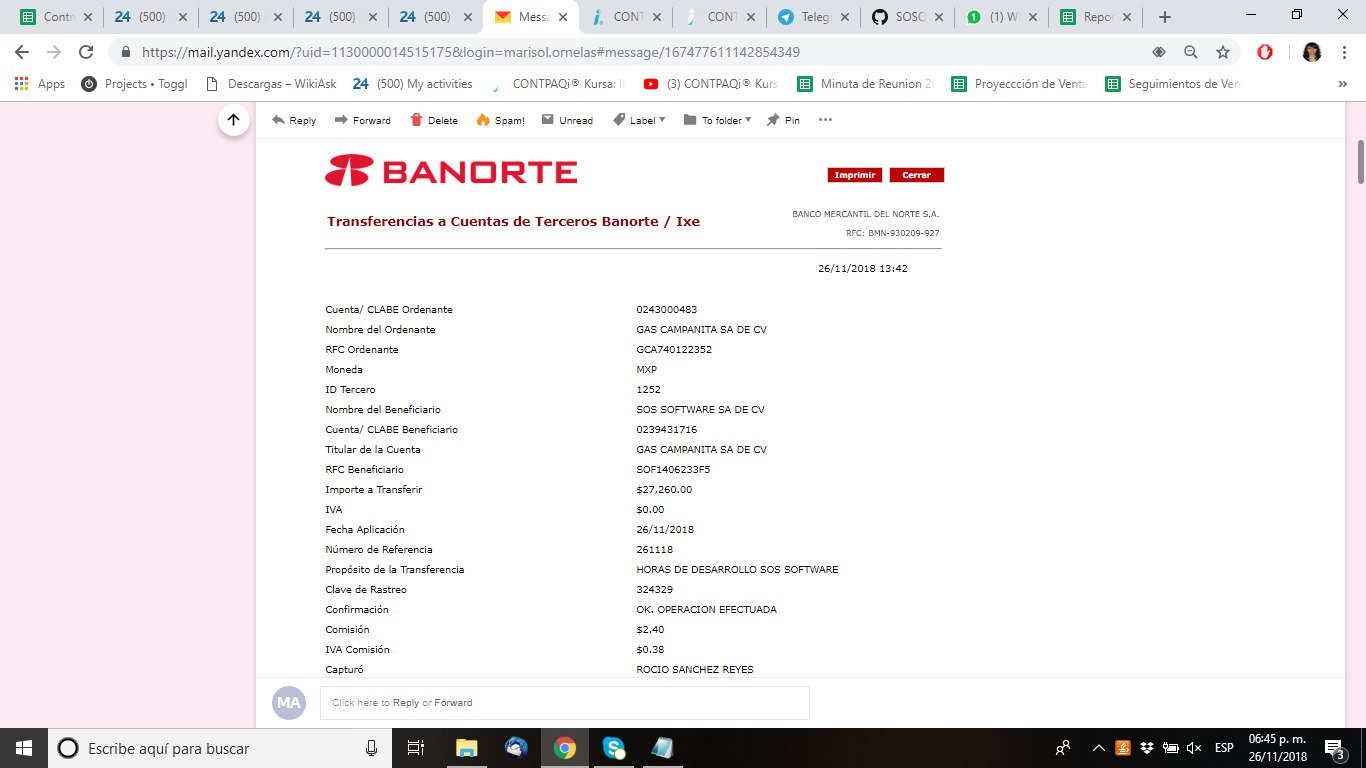 Contr
24 (500)
24 (500)
24 (500)
24 (500)
Messa
CONT
CONT
Telegr
SOSO
(1) W
Repor
https://mail.yandex.com/?uid=1130000014515175&login=marisol.ornelas#message/167477611142854349
Apps
Projects • Toggl
Descargas – WikiAsk
24 (500) My activities
CONTPAQi® Kursa: I
(3) CONTPAQi® Kurs
Minuta de Reunion 2
Proyeccción de Venta
Seguimientos de Ven
»
Reply
Forward
Delete
Spam!
Unread
Label
To folder
Pin
BANORTE
Imprimir
Cerrar
Transferencias a Cuentas de Terceros Banorte / Ixe
BANCO MERCANTIL DEL NORTE S.A.
RFC: BMN-930209-927
26/11/2018 13:42
Cuenta/ CLABE Ordenante 0243000483
Nombre del Ordenante GAS CAMPANITA SA DE CV
RFC Ordenante GCA740122352
Moneda MXP
ID Tercero 1252
Nombre del Beneficiario SOS SOFTWARE SA DE CV
Cuenta/ CLABE Beneficiario 0239431716
Titular de la Cuenta GAS CAMPANITA SA DE CV
RFC Beneficiario SOF1406233F5
Importe a Transferir $27,260.00
IVA $0.00
Fecha Aplicación 26/11/2018
Número de Referencia 261118
Propósito de la Transferencia HORAS DE DESARROLLO SOS SOFTWARE
Clave de Rastreo 324329
Confirmación OK. OPERACION EFECTUADA
Comisión $2.40
IVA Comisión $0.38
Capturó ROCIO SANCHEZ REYES
MA
Click here to Reply or Forward
Escribe aquí para buscar
ESP
06:45 p. m.
26/11/2018
3